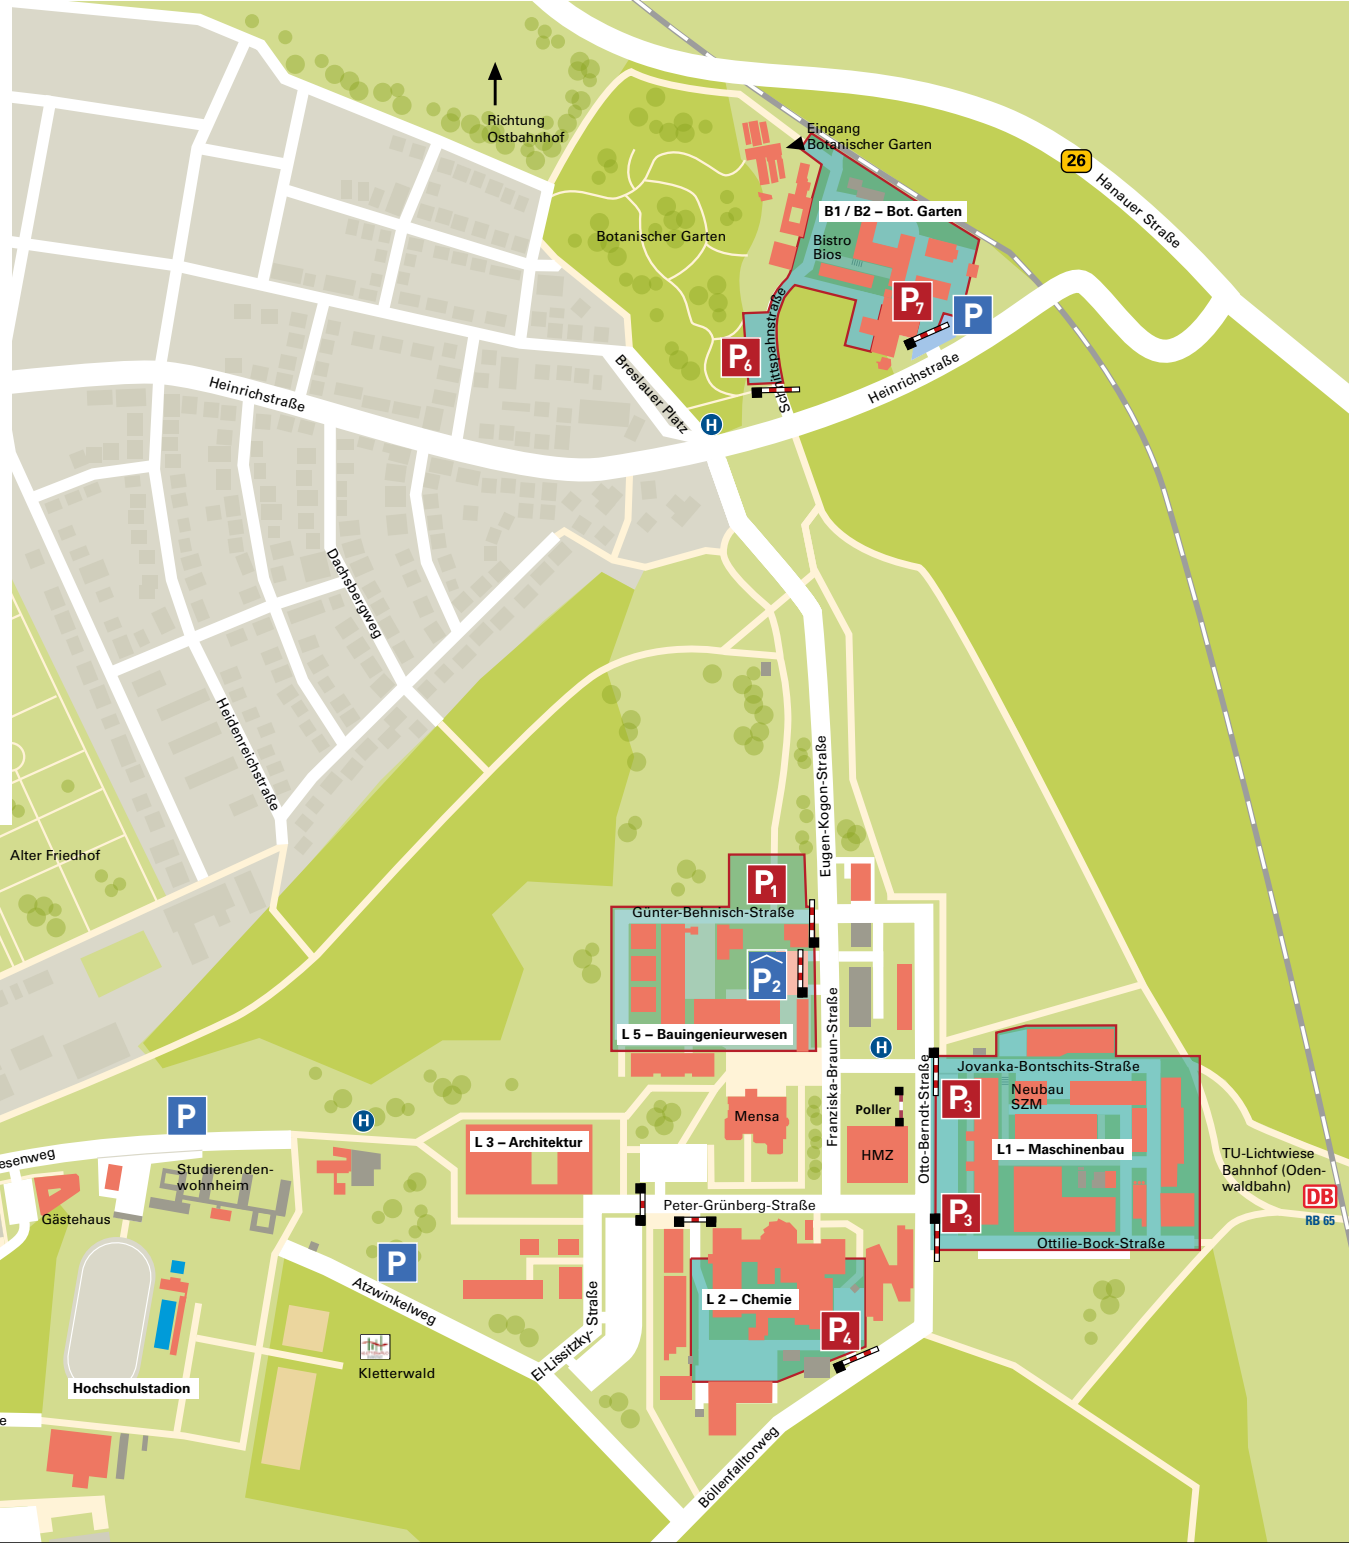 Richtung
Ostbahnhof
Eingang
Botanischer Garten
26
Hanauer Straße
B1 / B2 – Bot. Garten
Botanischer Garten
Bistro
Bios
P7
P
P6
Schnittspahnstraße
Heinrichstraße
Breslauer Platz
Heinrichstraße
H
Dachsbergweg
Heidenreichstraße
Eugen-Kogon-Straße
Alter Friedhof
P1
Günter-Behnisch-Straße
P2
L 5 – Bauingenieurwesen
Franziska-Braun-Straße
H
Otto-Berndt-Straße
Jovanka-Bontschits-Straße
Neubau
SZM
P3
L1 – Maschinenbau
P3
Ottilie-Bock-Straße
TU-Lichtwiese
Bahnhof (Oden-
waldbahn)
DB
RB 65
Poller
HMZ
Mensa
P
H
L 3 – Architektur
esenweg
Studierenden-
wohnheim
Gästehaus
Peter-Grünberg-Straße
P
Atzwinkelweg
El-Lissitzky- Straße
L 2 – Chemie
P4
Kletterwald
Hochschulstadion
e
Böllenfalltorweg